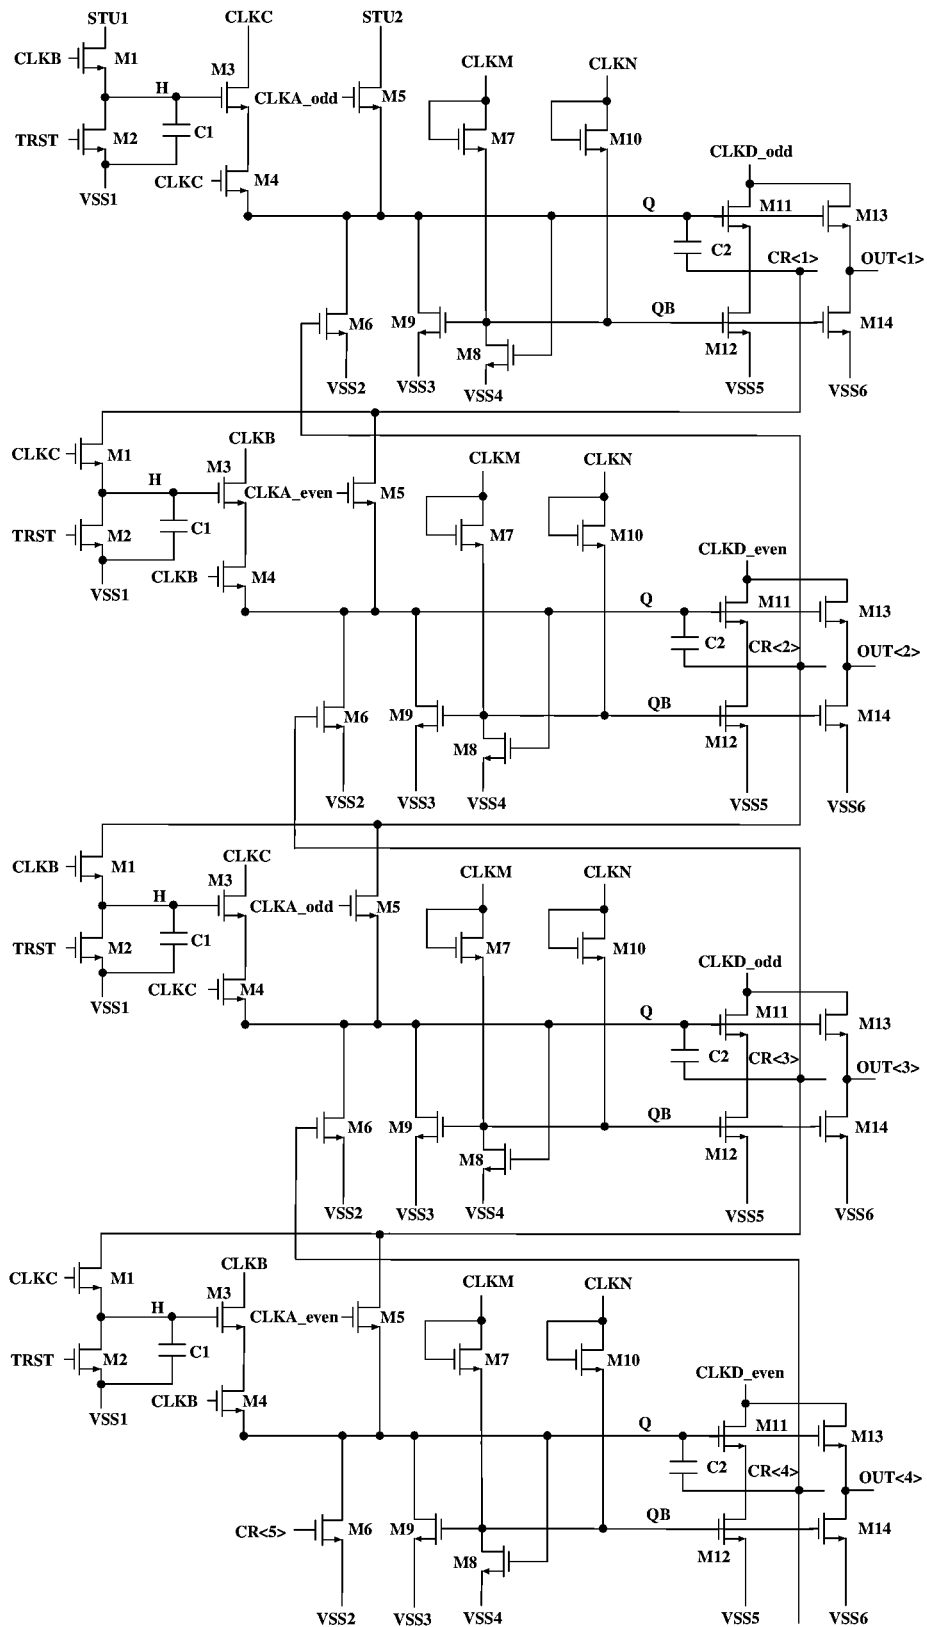 STU1
CLKC
STU2
CLKB
M1
CLKM
CLKN
M3
H
CLKA_odd
M5
TRST
M2
C1
M7
M10
CLKD_odd
CLKC
M4
VSS1
Q
M11
M13
C2
CR<1>
OUT<1>
M6
M9
QB
M14
M8
M12
VSS2
VSS3
VSS4
VSS5
VSS6
CLKB
CLKC
M1
CLKM
CLKN
M3
H
CLKA_even
M5
TRST
M2
C1
M7
M10
CLKD_even
CLKB
M4
VSS1
Q
M11
M13
C2
CR<2>
OUT<2>
M6
M9
QB
M14
M8
M12
VSS2
VSS3
VSS4
VSS5
VSS6
CLKC
CLKB
M1
CLKM
CLKN
M3
H
CLKA_odd
M5
TRST
M2
C1
M7
M10
CLKD_odd
CLKC
M4
VSS1
Q
M11
M13
C2
CR<3>
OUT<3>
M6
M9
QB
M14
M8
M12
VSS2
VSS3
VSS4
VSS5
VSS6
CLKB
CLKC
M1
CLKM
CLKN
M3
H
CLKA_even
M5
TRST
M2
C1
M7
M10
CLKD_even
CLKB
M4
VSS1
Q
M11
M13
C2
CR<4>
OUT<4>
CR<5>
M6
M9
QB
M14
M8
M12
VSS2
VSS3
VSS4
VSS5
VSS6